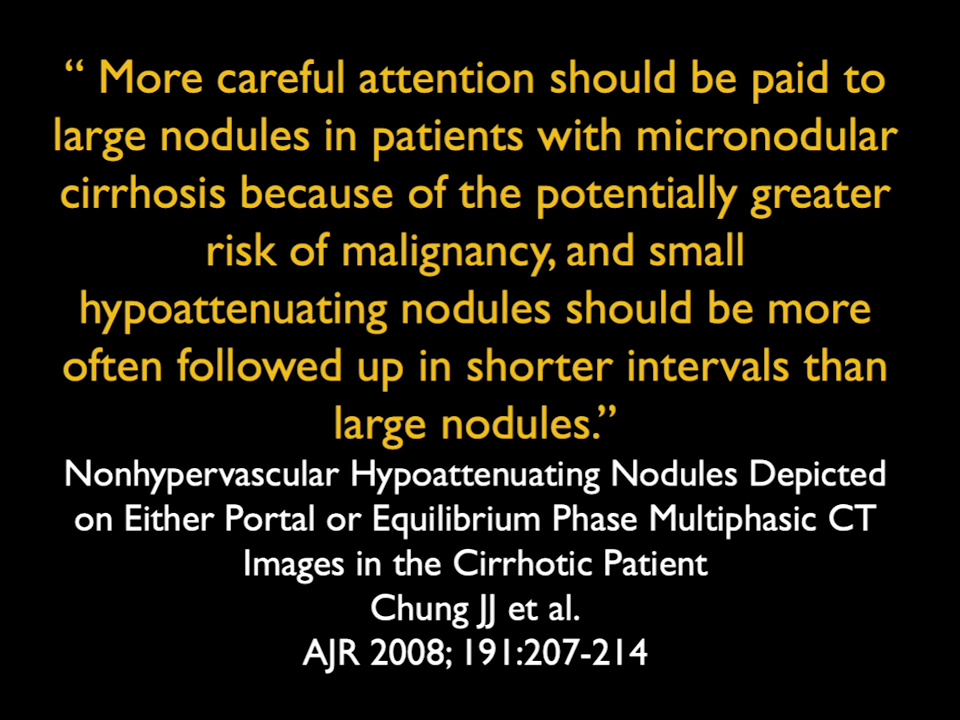 “ More careful attention should be paid to
large nodules in patients with micronodular
cirrhosis because of the potentially greater
risk of malignancy, and small
hypoattenuating nodules should be more
often followed up in shorter intervals than
large nodules.”
Nonhypervascular Hypoattenuating Nodules Depicted
on Either Portal or Equilibrium Phase Multiphasic CT
Images in the Cirrhotic Patient
Chung JJ et al.
AJR 2008; 191:207-214